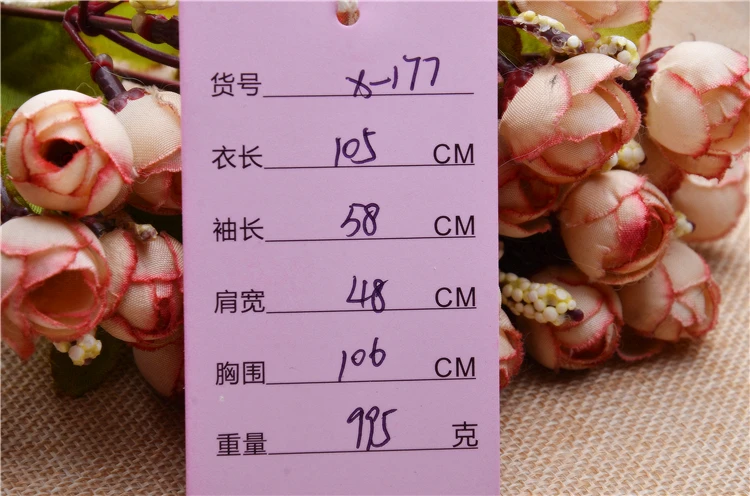 货号 X-177
衣长 105 CM
袖长 58 CM
肩宽 48 CM
胸围 106 CM
重量 995 克